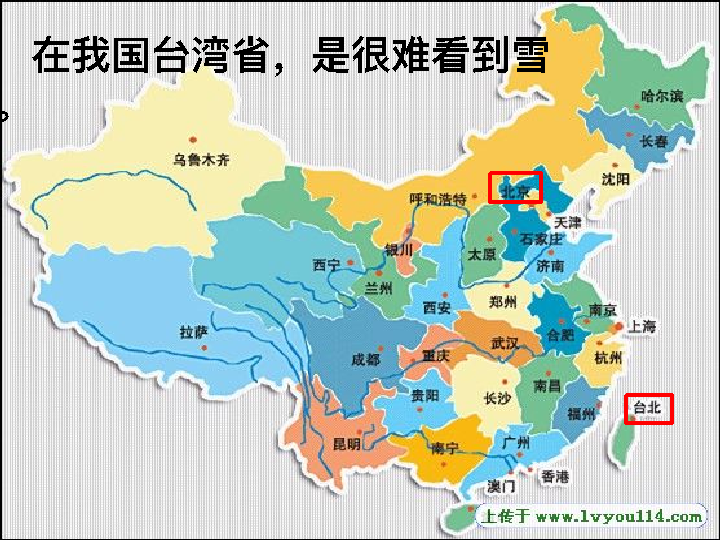 在我国台湾省，是很难看到雪
。
哈尔滨
长春
乌鲁木齐
沈阳
北京
呼和浩特
天津
石家庄
银川
太原
西宁
济南
兰州
郑州
西安
南京
上海
拉萨
合肥
武汉
杭州
成都
重庆
南昌
贵阳
长沙
台北
福州
昆明
广州
南宁
香港
澳门
上传于 www.lvyou114.com